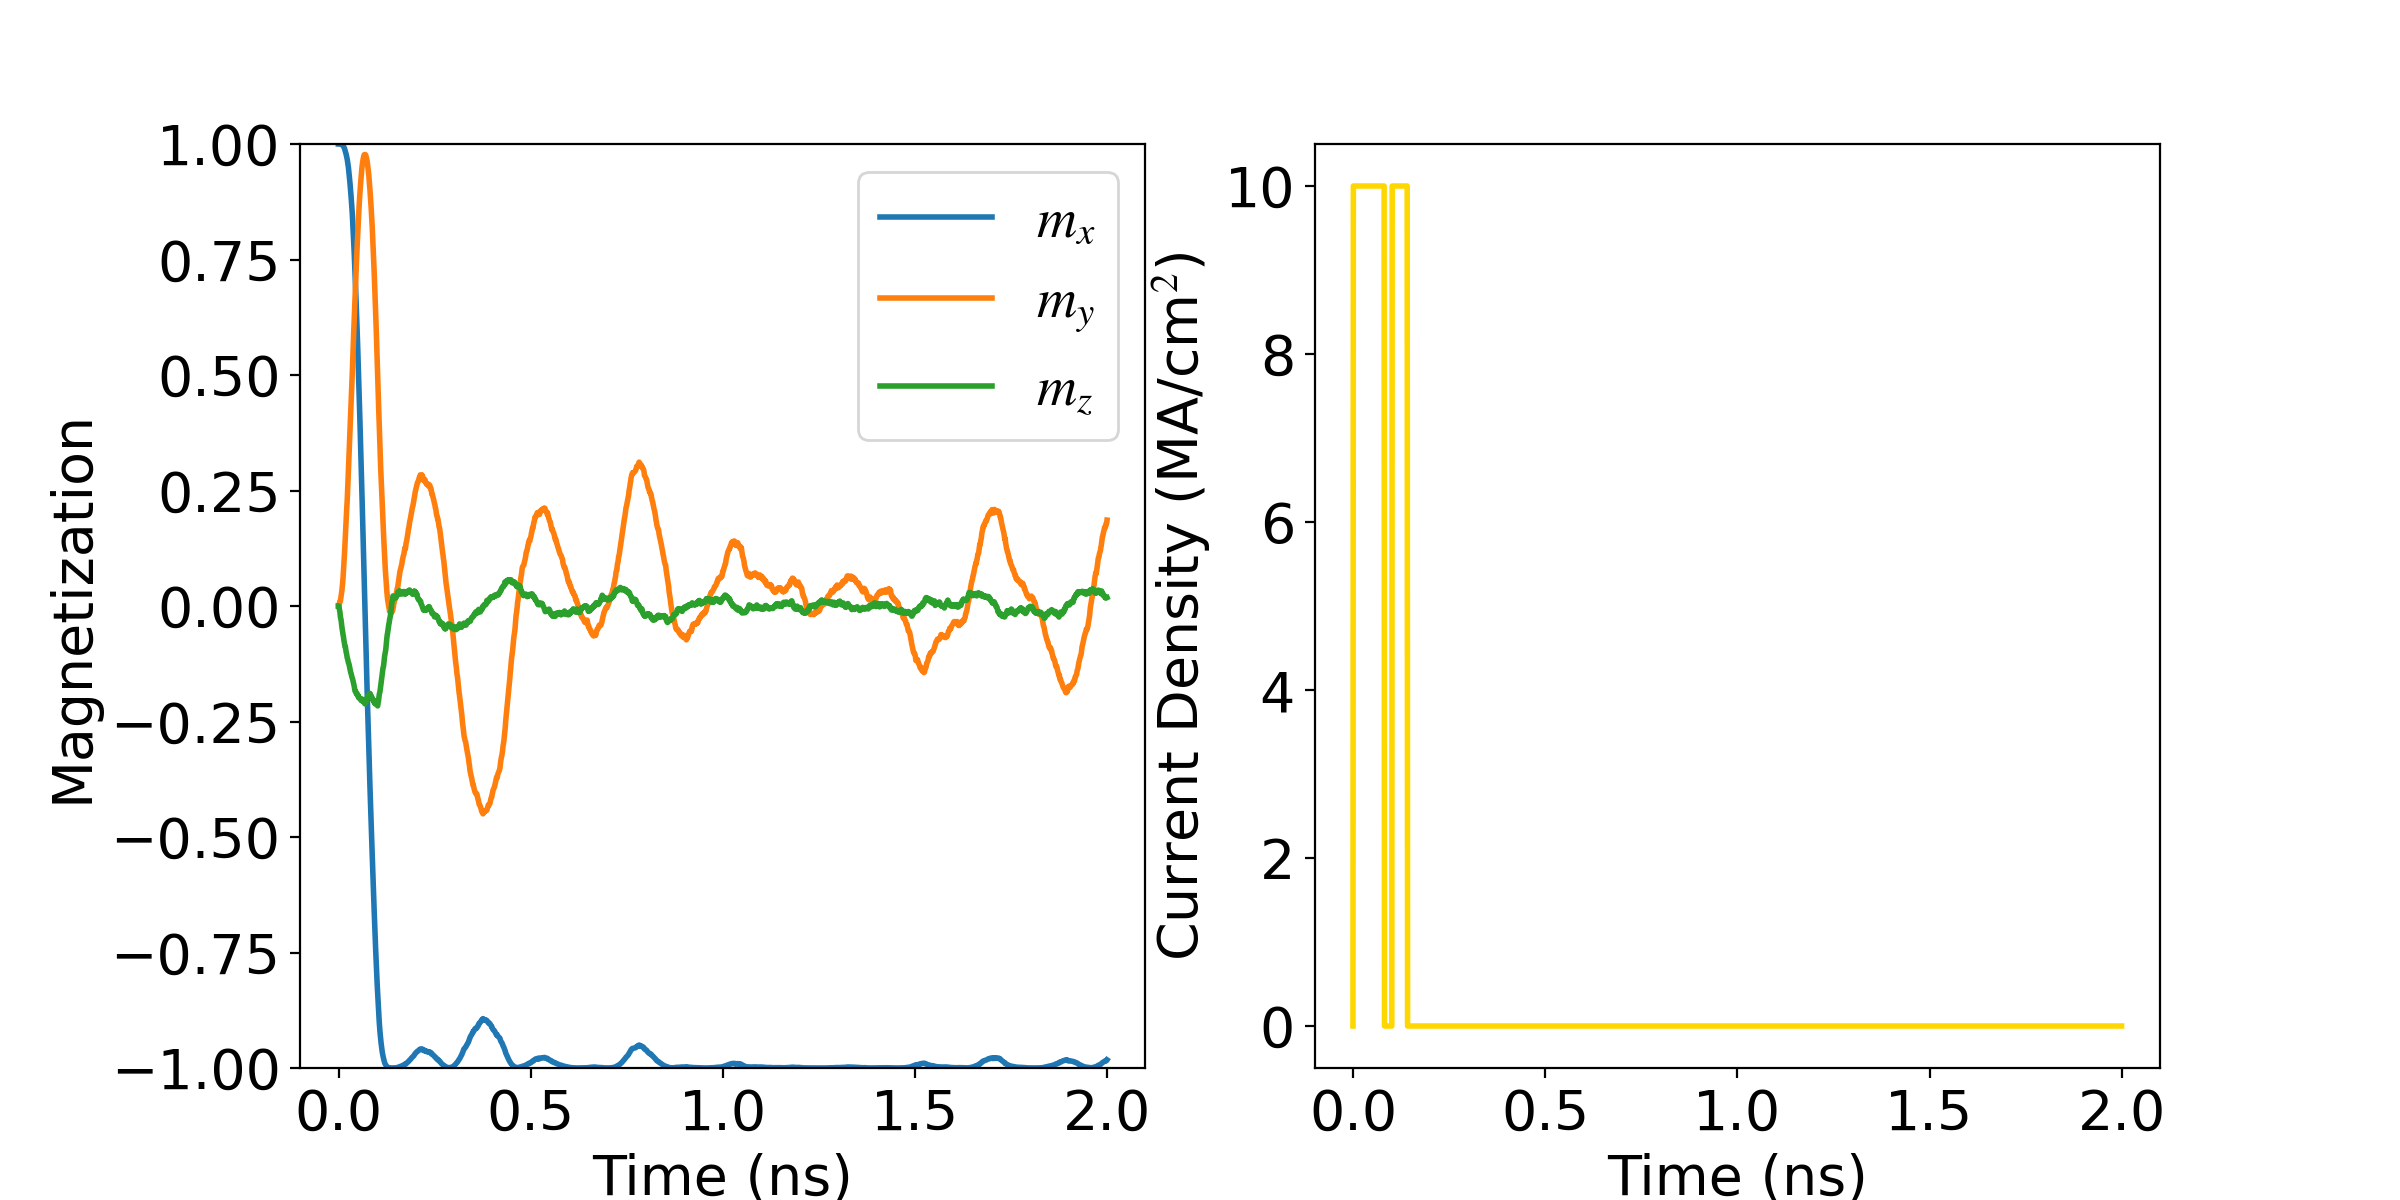 Magnetization
1.00
0.75
0.50
0.25
0.00
−0.25
−0.50
−0.75
−1.00
0.0 0.5 1.0 1.5 2.0
Time (ns)
m_x
m_y
m_z
Current Density (MA/cm²)
10
8
6
4
2
0
0.0 0.5 1.0 1.5 2.0
Time (ns)